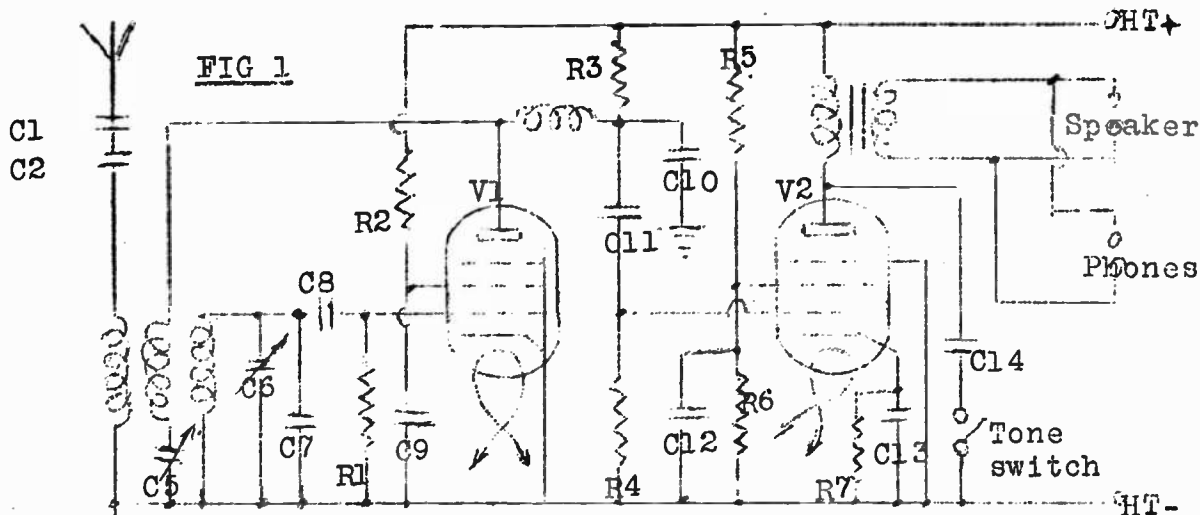 HT+
FIG 1
R3
R5
C1
C2
Speaker
V1
V2
C10
R2
C11
Phones
C8
C6
C14
C7
C9
R6
C12
C5
R1
R4
R7
C13
Tone
switch
HT-